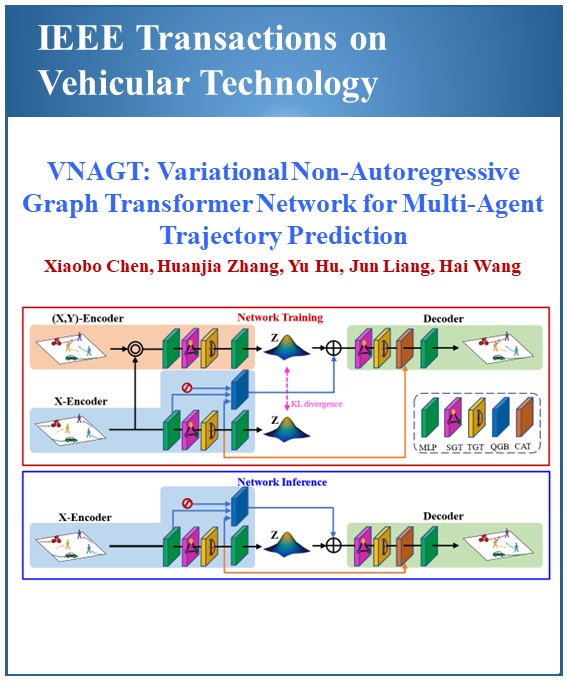 IEEE Transactions on
Vehicular Technology
VNAGT: Variational Non-Autoregressive
Graph Transformer Network for Multi-Agent
Trajectory Prediction
Xiaobo Chen, Huanjia Zhang, Yu Hu, Jun Liang, Hai Wang
(X,Y)-Encoder
Network Training
Decoder
Z
X-Encoder
KL divergence
Z
MLP SGT TGT QGB CAT
Network Inference
X-Encoder
Decoder
Z